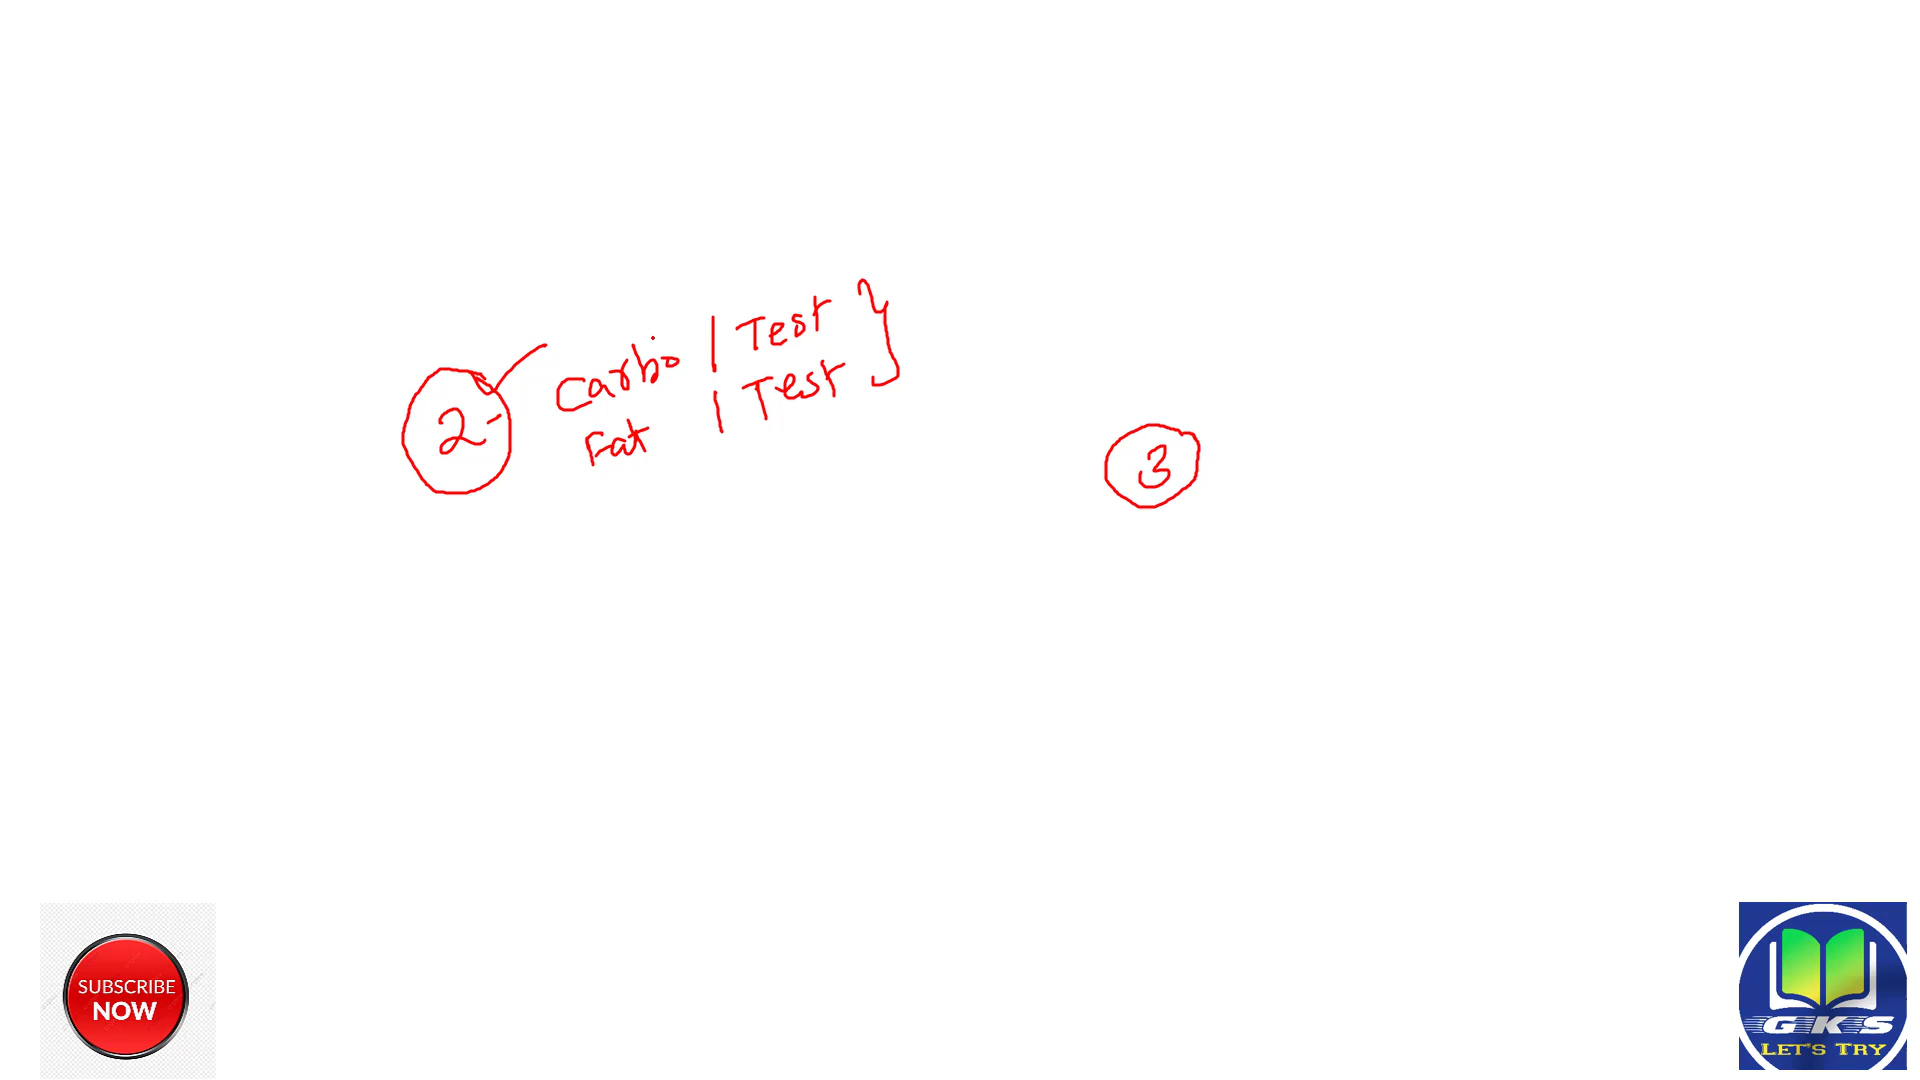 2- Carbo | Test }
Fat | Test
3
SUBSCRIBE
NOW
GKS
LET'S TRY